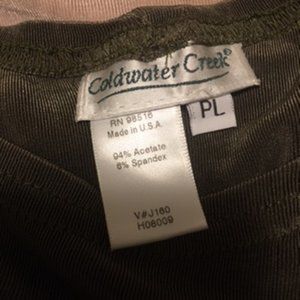 Coldwater Creek®
PL
RN 98516
Made in U.S.A.
94% Acetate
6% Spandex
V#J160
H08009